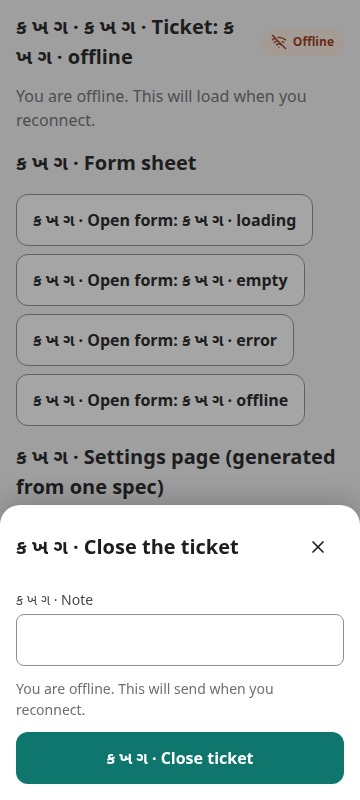 ક ખ ગ · ક ખ ગ · Ticket: ક
ખ ગ · offline
Offline
You are offline. This will load when you
reconnect.
ક ખ ગ · Form sheet
ક ખ ગ · Open form: ક ખ ગ · loading
ક ખ ગ · Open form: ક ખ ગ · empty
ક ખ ગ · Open form: ક ખ ગ · error
ક ખ ગ · Open form: ક ખ ગ · offline
ક ખ ગ · Settings page (generated
from one spec)
ક ખ ગ · Close the ticket
ક ખ ગ · Note
You are offline. This will send when you
reconnect.
ક ખ ગ · Close ticket